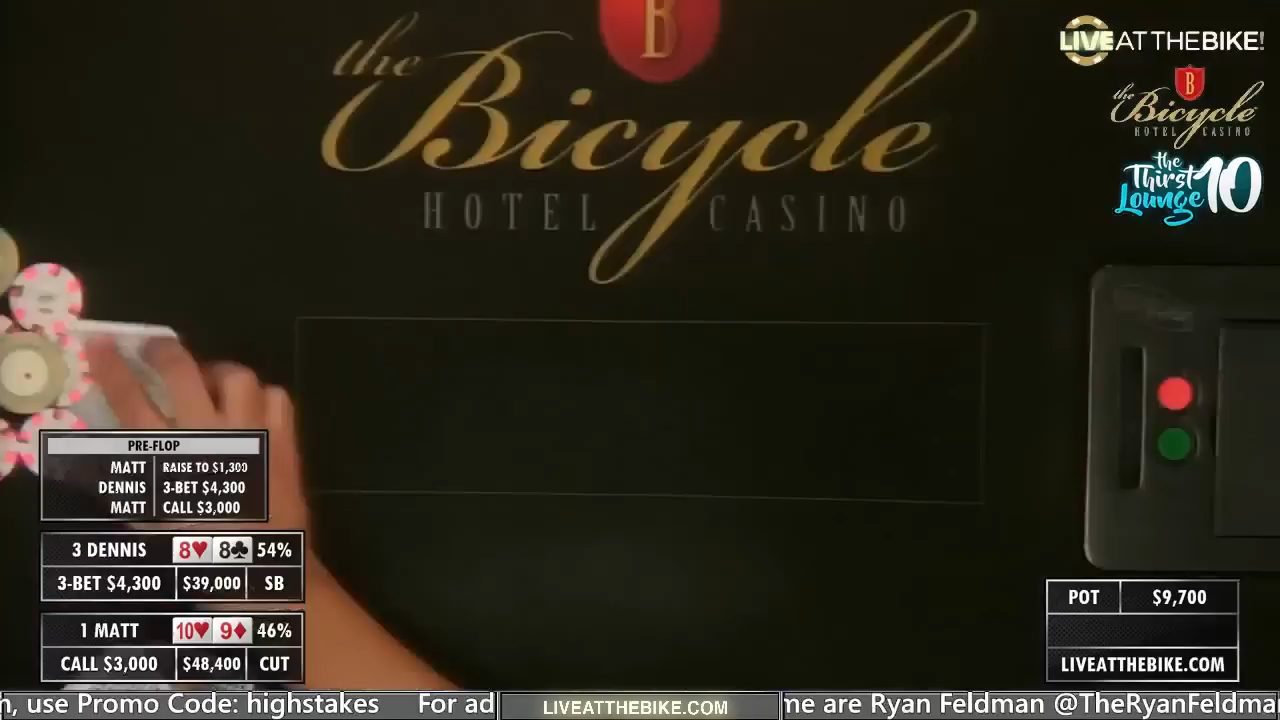 B
the
Bicycle
HOTEL CASINO
LIVEATTHEBIKE!
B
the
Bicycle
HOTEL CASINO
the
Thirst
Lounge 10
PRE-FLOP
MATT RAISE TO $1,300
DENNIS 3-BET $4,300
MATT CALL $3,000
3 DENNIS 8♥ 8♣ 54%
3-BET $4,300 $39,000 SB
1 MATT 10♥ 9♦ 46%
CALL $3,000 $48,400 CUT
POT $9,700
LIVEATTHEBIKE.COM
, use Promo Code: highstakes For ad
LIVEATTHEBIKE.COM
me are Ryan Feldman @TheRyanFeldma